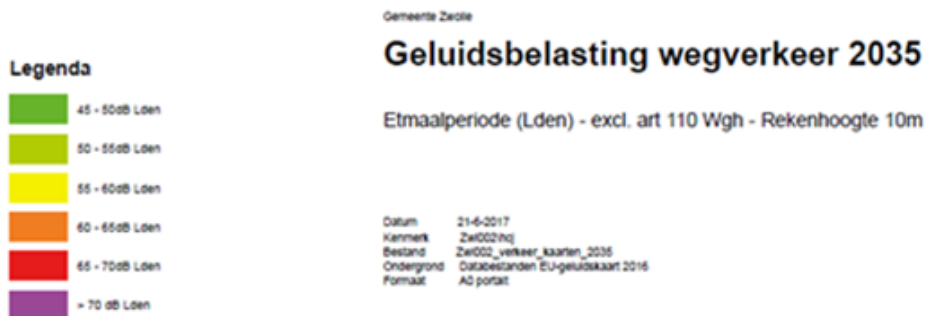 Gemeente Zwolle
Geluidsbelasting wegverkeer 2035
Etmaalperiode (Lden) - excl. art 110 Wgh - Rekenhoogte 10m
Legenda
45 - 50dB Lden
50 - 55dB Lden
55 - 60dB Lden
60 - 65dB Lden
65 - 70dB Lden
> 70 dB Lden
Datum 21-6-2017
Kenmerk Zwl002\hcj
Bestand Zwl002_verkeer_kaarten_2035
Ondergrond Databestanden EU-geluidskaart 2016
Formaat A0 portait